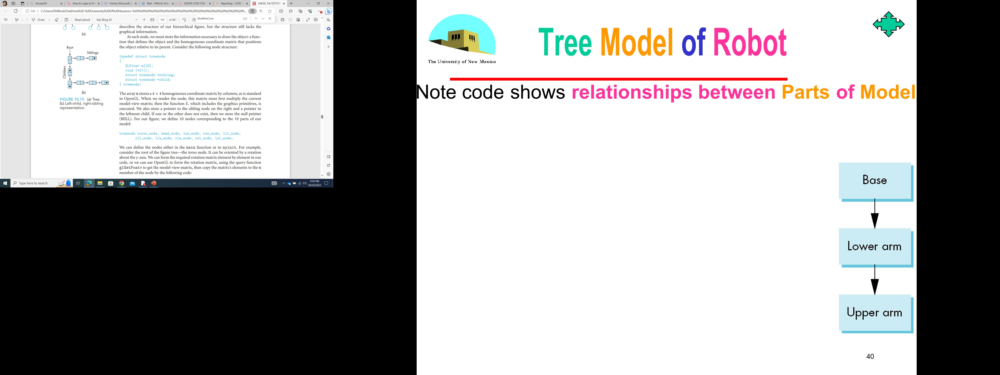 AccessUH
How to Login to Mi
Home | Microsoft 36
Mail - Hilford, Victo
2023FA COSC1336
Reporting - COSC 1
ANGEL 5th EDITION
File
C:/Users/VHilford/OneDrive%20-%20University%20Of%20Houston/-%20%20%20%20%20%20%20%20%20%20%20%20%20%20%20%20%20%20%20%20%20%20%20%...
Draw
Read aloud
Ask Bing AI
547
of 861
GlutWireCone
0/0
describes the structure of our hierarchical figure, but the structure still lacks the
graphical information.
At each node, we must store the information necessary to draw the object: a func-
tion that defines the object and the homogeneous coordinate matrix that positions
the object relative to its parent. Consider the following node structure:
typedef struct treenode
{
GLfloat m[16];
void (*f)();
struct treenode *sibling;
struct treenode *child;
} treenode;
The array m stores a 4 × 4 homogeneous coordinate matrix by columns, as is standard
in OpenGL. When we render the node, this matrix must first multiply the current
model-view matrix; then the function f, which includes the graphics primitives, is
executed. We also store a pointer to the sibling node on the right and a pointer to
the leftmost child. If one or the other does not exist, then we store the null pointer
(NULL). For our figure, we define 10 nodes corresponding to the 10 parts of our
model:
treenode torso_node, head_node, lua_node, rua_node, lll_node,
rll_node, lla_node, rla_node, rul_node, lul_node;
We can define the nodes either in the main function or in myinit. For example,
consider the root of the figure tree—the torso node. It can be oriented by a rotation
about the y-axis. We can form the required rotation matrix element by element in our
code, or we can use OpenGL to form the rotation matrix, using the query function
glGetFoatv to get the model-view matrix, then copy the matrix's elements to the m
member of the node by the following code:
(a)
Root
Siblings
Children
(b)
FIGURE 10.15 (a) Tree.
(b) Left-child, right-sibling
representation.
Type here to search
9:30 PM
10/24/2023
The University of New Mexico
Tree Model of Robot
Note code shows relationships between Parts of Model
Base
Lower arm
Upper arm
40